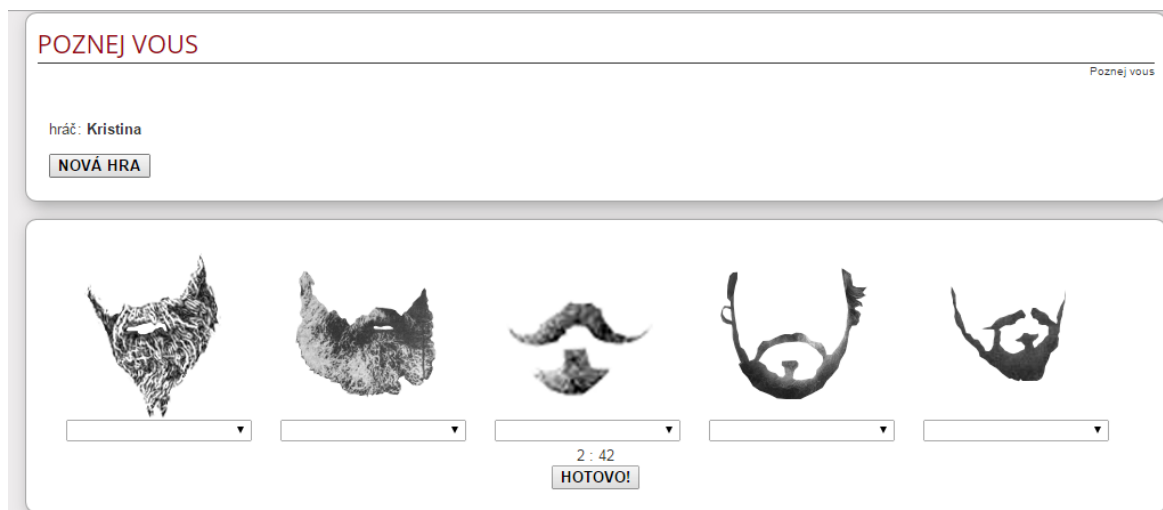 POZNEJ VOUS
Poznej vous
hráč: Kristina
NOVÁ HRA
2 : 42
HOTOVO!